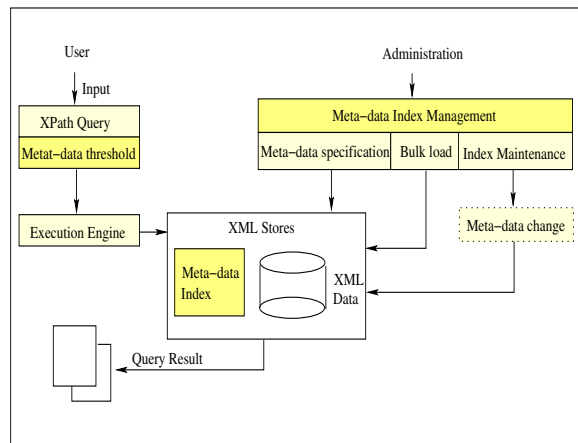 User
Administration
Input
XPath Query
Metat-data threshold
Meta-data Index Management
Meta-data specification
Bulk load
Index Maintenance
Execution Engine
XML Stores
Meta-data change
Meta-data
Index
XML
Data
Query Result